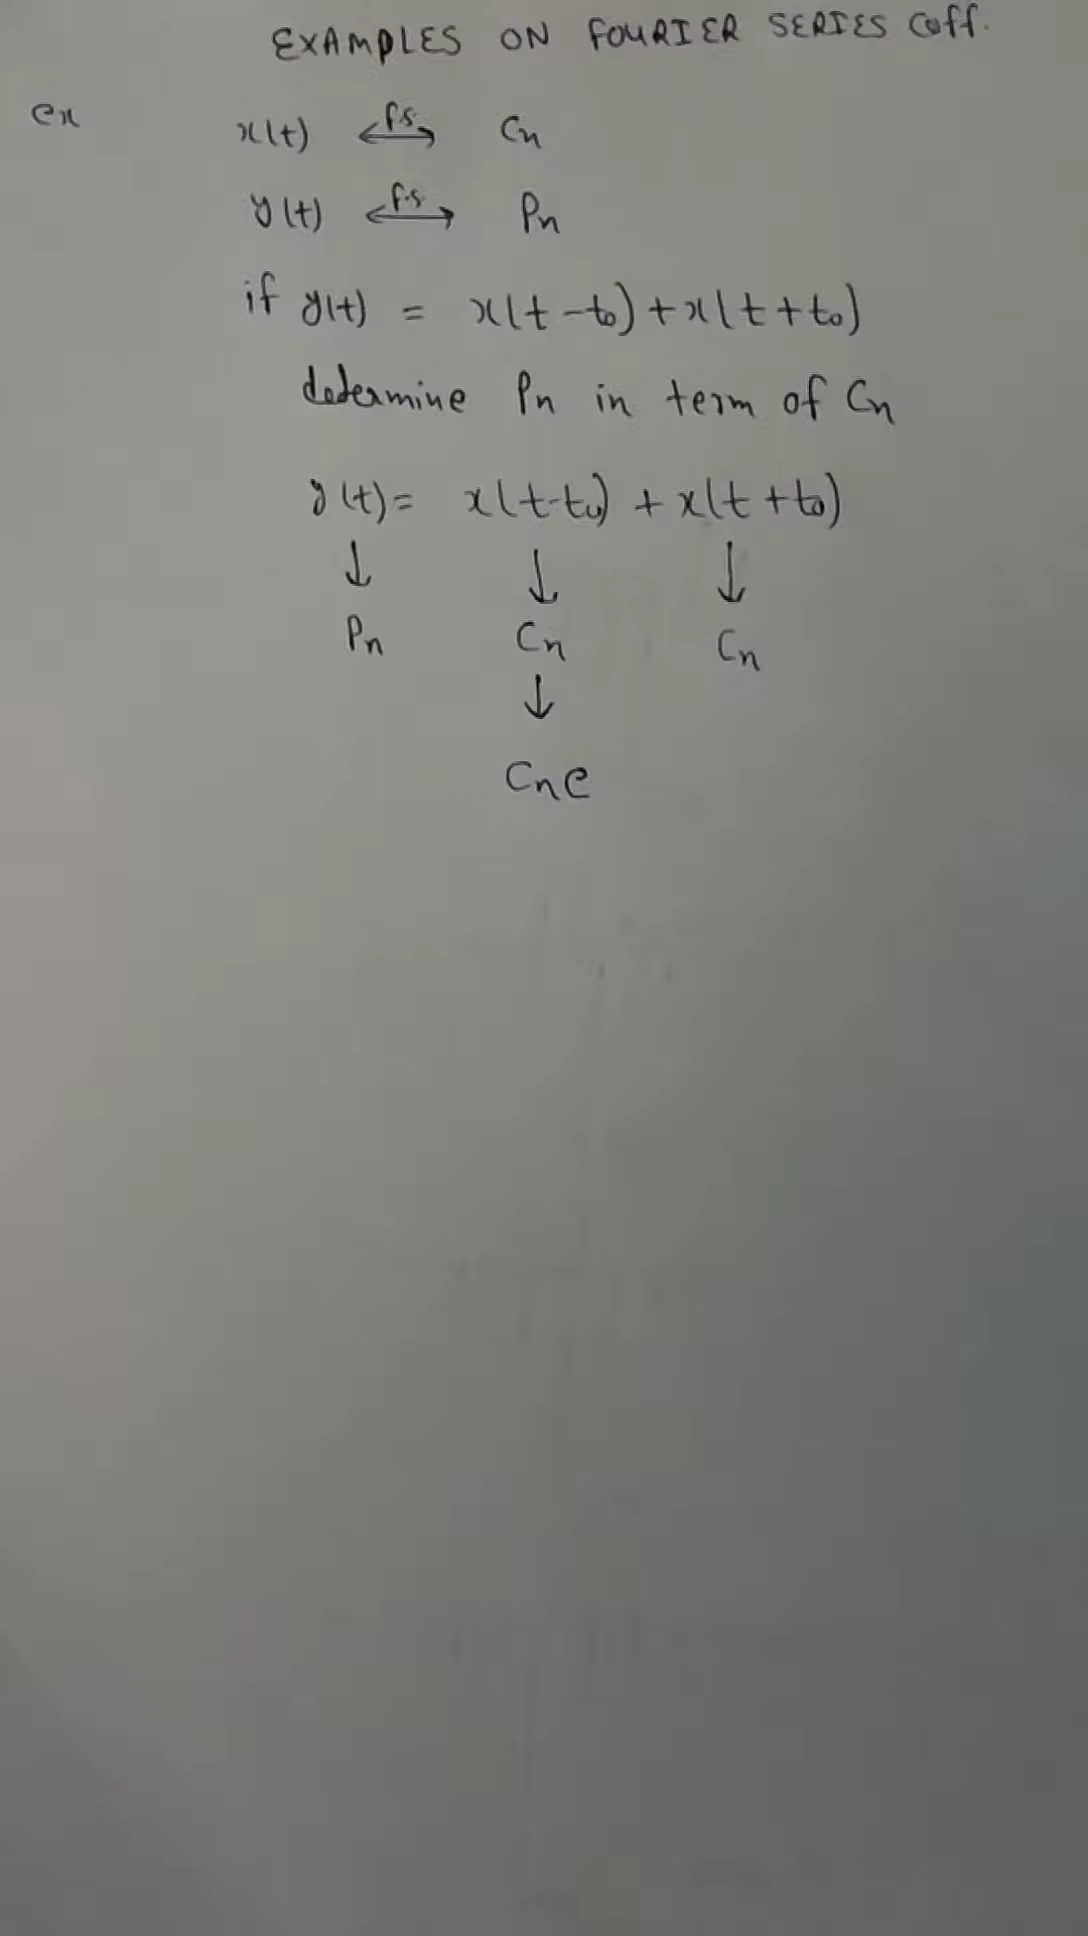 EXAMPLES ON FOURIER SERIES Coff.
ex x(t) <-f.s.-> Cn
y(t) <-f.s.-> Pn
if y(t) = x(t-t₀) + x(t+t₀)
determine Pn in term of Cn
y(t) = x(t-t₀) + x(t+t₀)
↓ ↓ ↓
Pn Cn Cn
↓
Cn e